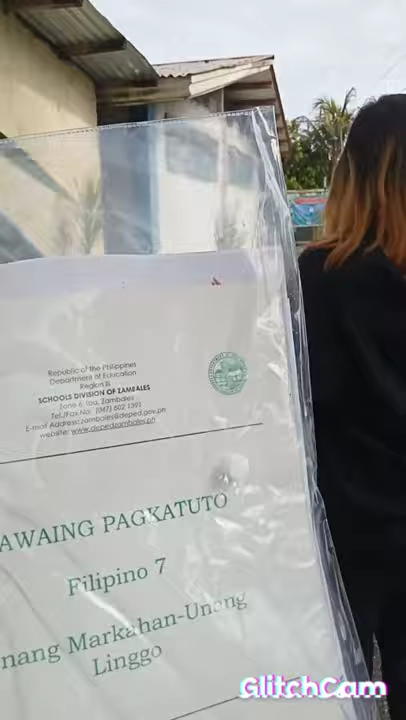 Republic of the Philippines
Department of Education
Region III
SCHOOLS DIVISION OF ZAMBALES
Zone 6, Iba, Zambales
Tel./Fax No. (047) 602 1391
E-mail Address: zambales@deped.gov.ph
website: www.depedzambales.ph
AWAING PAGKATUTO
Filipino 7
nang Markahan-Unang
Linggo
GlitchCam